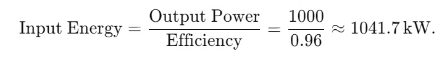 Input Energy = Output Power / Efficiency = 1000 / 0.96 ≈ 1041.7 kW.